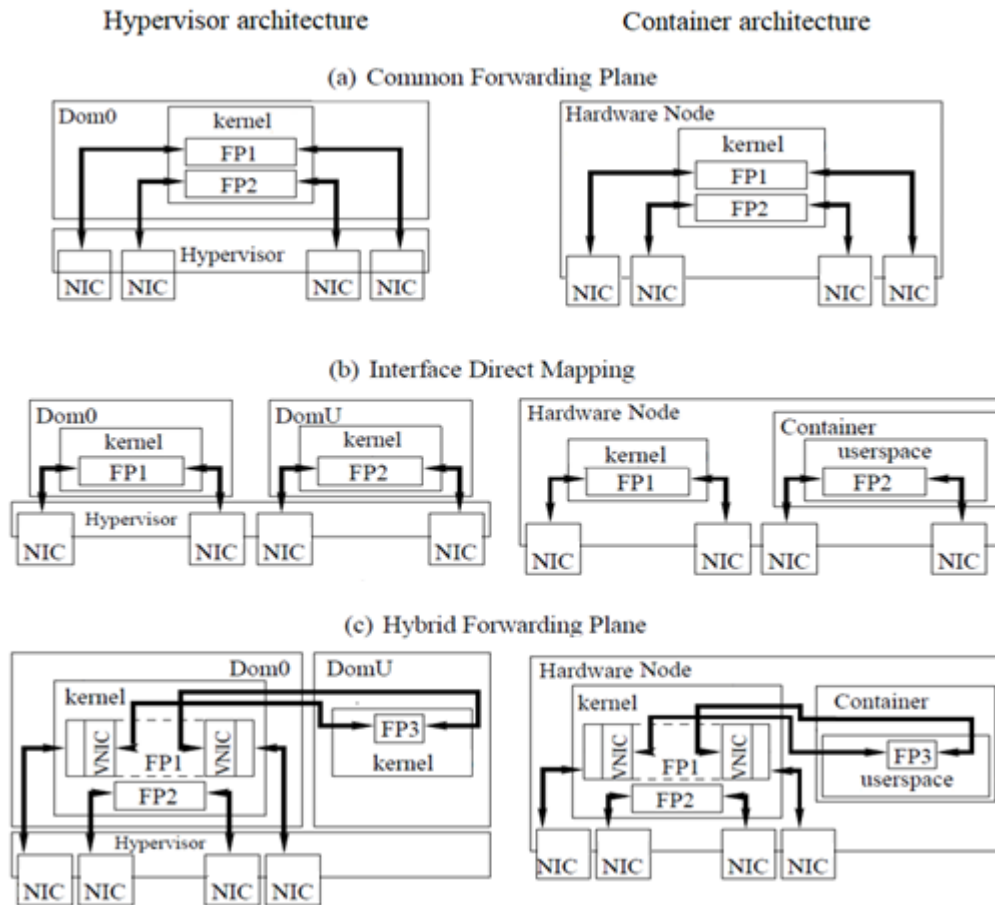 Hypervisor architecture
Container architecture
(a) Common Forwarding Plane
Dom0
kernel
FP1
FP2
Hypervisor
NIC NIC NIC NIC
Hardware Node
kernel
FP1
FP2
NIC NIC NIC NIC
(b) Interface Direct Mapping
Dom0
kernel
FP1
DomU
kernel
FP2
Hypervisor
NIC NIC NIC NIC
Hardware Node
kernel
FP1
Container
userspace
FP2
NIC NIC NIC NIC
(c) Hybrid Forwarding Plane
Dom0
kernel
VNIC
FP1
VNIC
FP2
DomU
FP3
kernel
Hypervisor
NIC NIC NIC NIC
Hardware Node
kernel
VNIC
FP1
VNIC
FP2
Container
FP3
userspace
NIC NIC NIC NIC